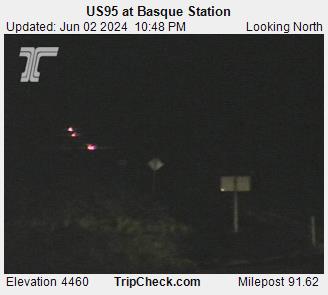 US95 at Basque Station
Updated: Jun 02 2024 10:48 PM Looking North
Elevation 4460 TripCheck.com Milepost 91.62